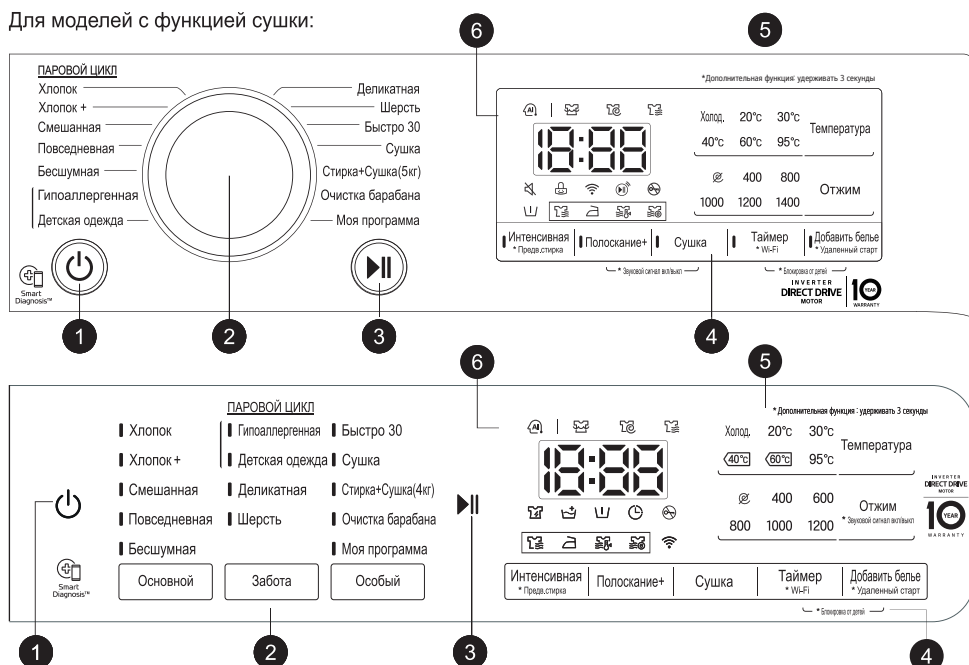 Для моделей с функцией сушки:
6
5
ПАРОВОЙ ЦИКЛ
Хлопок
Хлопок +
Смешанная
Повседневная
Бесшумная
Гипоаллергенная
Детская одежда
Деликатная
Шерсть
Быстро 30
Сушка
Стирка+Сушка(5кг)
Очистка барабана
Моя программа
Smart
Diagnosis™
*Дополнительная функция: удерживать 3 секунды
AI
18:88
Холод. 20°c 30°c
40°c 60°c 95°c
Температура
400 800
1000 1200 1400
Отжим
Интенсивная
* Предв.стирка
Полоскание+
Сушка
Таймер
* Wi-Fi
Добавить белье
* Удаленный старт
* Звуковой сигнал вкл/выкл
* Блокировка от детей
INVERTER
DIRECT DRIVE
MOTOR
10 YEAR
WARRANTY
1
2
3
4
6
5
ПАРОВОЙ ЦИКЛ
Хлопок
Хлопок +
Смешанная
Повседневная
Бесшумная
Основной
Гипоаллергенная
Детская одежда
Деликатная
Шерсть
Забота
Быстро 30
Сушка
Стирка+Сушка(4кг)
Очистка барабана
Моя программа
Особый
Smart
Diagnosis™
* Дополнительная функция : удерживать 3 секунды
AI
18:88
Холод. 20°c 30°c
40°c 60°c 95°c
Температура
400 600
800 1000 1200
Отжим
* Звуковой сигнал вкл/выкл
INVERTER
DIRECT DRIVE
MOTOR
10 YEAR
WARRANTY
Интенсивная
* Предв.стирка
Полоскание+
Сушка
Таймер
* Wi-Fi
Добавить белье
* Удаленный старт
* Блокировка от детей
1
2
3
4